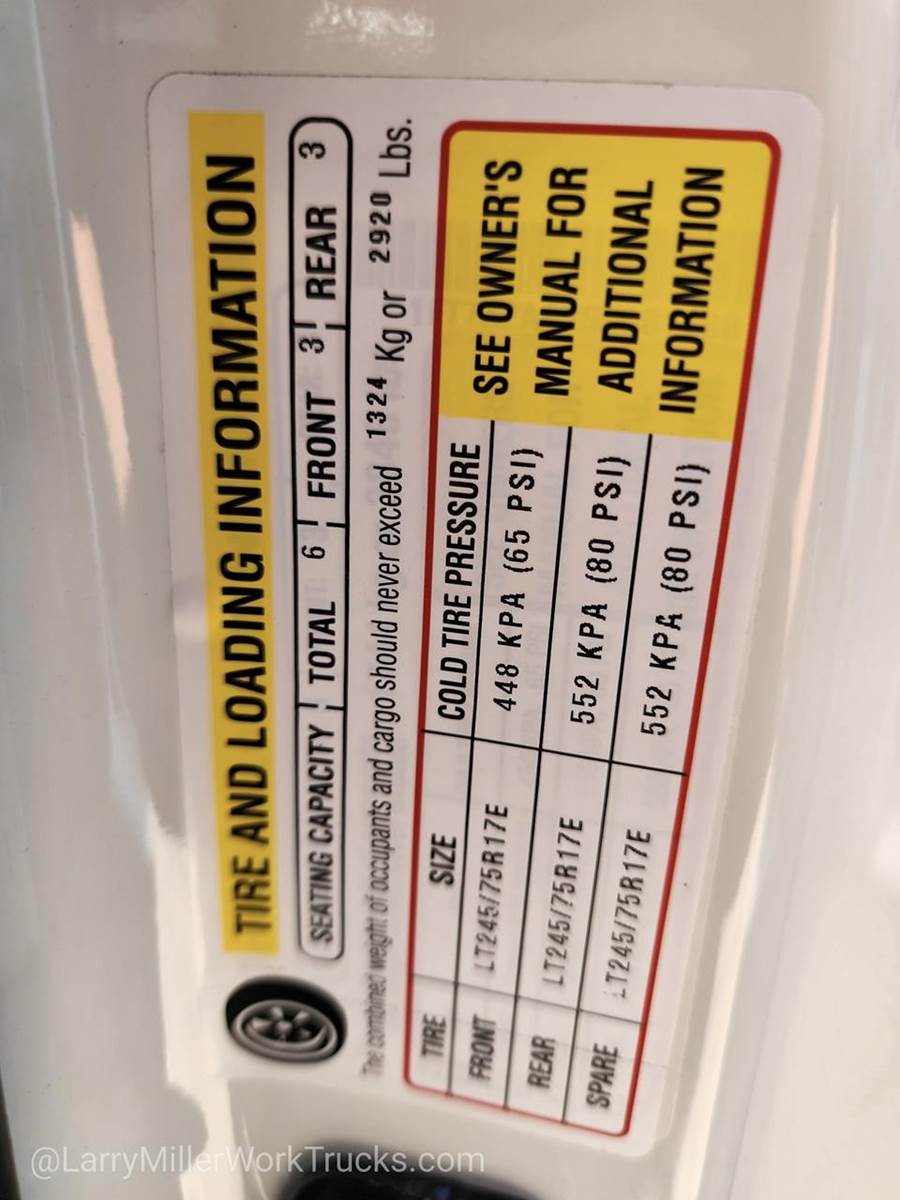 TIRE AND LOADING INFORMATION
SEATING CAPACITY TOTAL 6 FRONT 3 REAR 3
The combined weight of occupants and cargo should never exceed 1324 Kg or 2920 Lbs.
TIRE SIZE COLD TIRE PRESSURE
FRONT LT245/75R17E 448 KPA (65 PSI)
REAR LT245/75R17E 552 KPA (80 PSI)
SPARE LT245/75R17E 552 KPA (80 PSI)
SEE OWNER'S
MANUAL FOR
ADDITIONAL
INFORMATION
@LarryMillerWorkTrucks.com